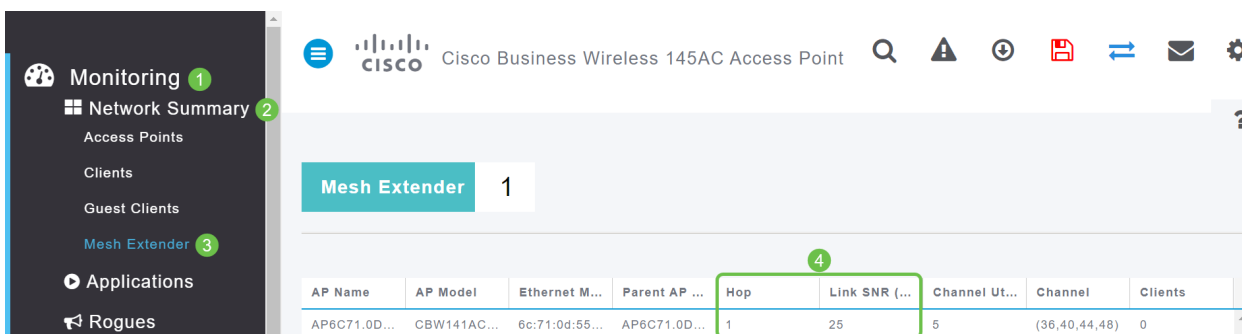 Monitoring 1
Network Summary 2
Access Points
Clients
Guest Clients
Mesh Extender 3
Applications
Rogues
CISCO Cisco Business Wireless 145AC Access Point
?
Mesh Extender 1
4
AP Name AP Model Ethernet M... Parent AP ... Hop Link SNR (... Channel Ut... Channel Clients
AP6C71.0D... CBW141AC... 6c:71:0d:55... AP6C71.0D... 1 25 5 (36,40,44,48) 0